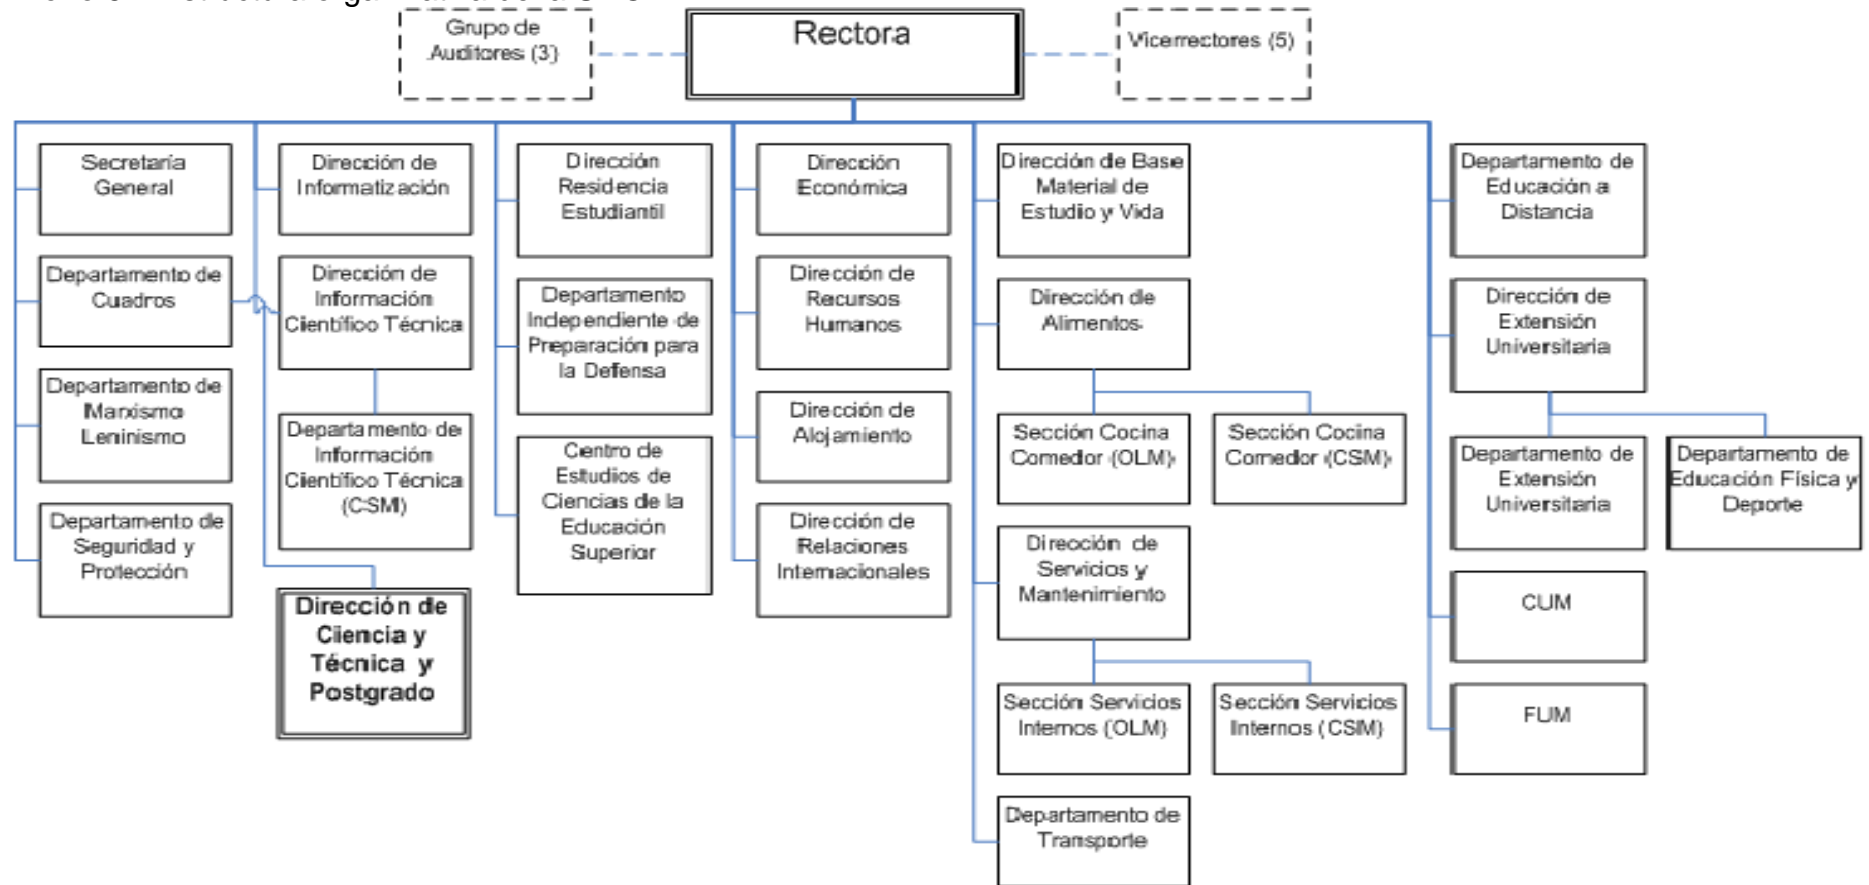 Grupo de
Auditores (3)
Rectora
Vicerrectores (5)
Secretaría
General
Departamento de
Cuadros
Departamento de
Marxismo
Leninismo
Departamento de
Seguridad y
Protección
Dirección de
Informatización
Dirección de
Información
Científico Técnica
Departamento de
Información
Científico Técnica
(CSM)
Dirección de
Ciencia y
Técnica y
Postgrado
Dirección
Residencia
Estudiantil
Departamento
Independiente de
Preparación para
la Defensa
Centro de
Estudios de
Ciencias de la
Educación
Superior
Dirección
Económica
Dirección de
Recursos
Humanos
Dirección de
Alojamiento
Dirección de
Relaciones
Internacionales
Dirección de Base
Material de
Estudio y Vida
Dirección de
Alimentos
Sección Cocina
Comedor (OLM)
Sección Cocina
Comedor (CSM)
Dirección de
Servicios y
Mantenimiento
Sección Servicios
Internos (OLM)
Sección Servicios
Internos (CSM)
Departamento de
Transporte
Departamento de
Educación a
Distancia
Dirección de
Extensión
Universitaria
Departamento de
Extensión
Universitaria
Departamento de
Educación Física y
Deporte
CUM
FUM